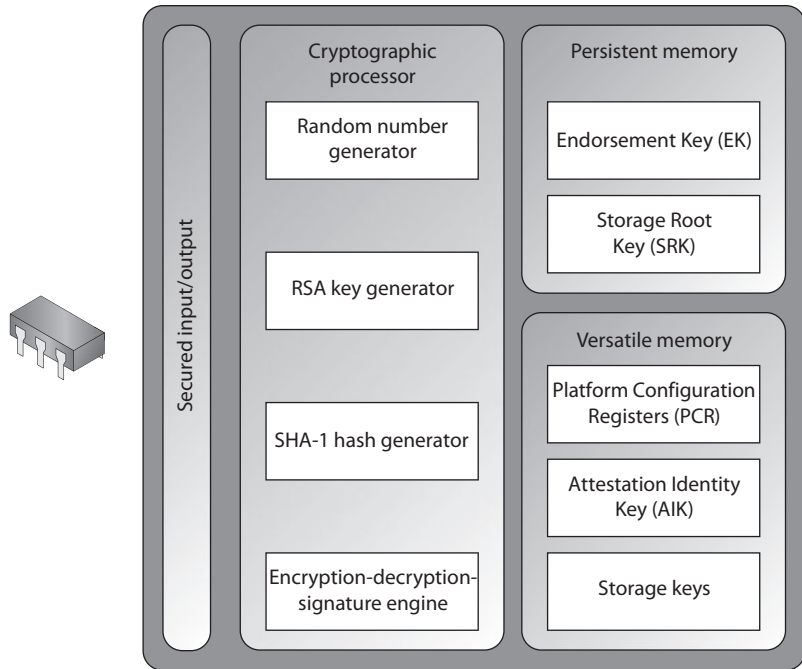 Secured input/output
Cryptographic
processor
Random number
generator
RSA key generator
SHA-1 hash generator
Encryption-decryption-
signature engine
Persistent memory
Endorsement Key (EK)
Storage Root
Key (SRK)
Versatile memory
Platform Configuration
Registers (PCR)
Attestation Identity
Key (AIK)
Storage keys